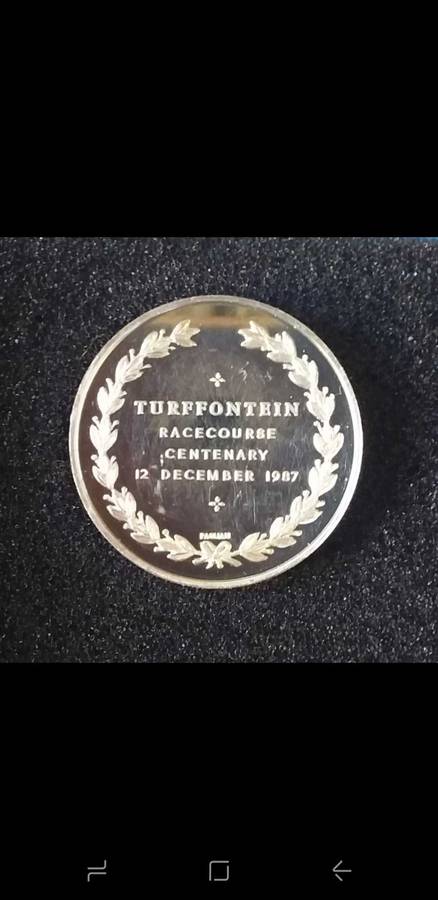 TURFFONTEIN
RACECOURSE
CENTENARY
12 DECEMBER 1987